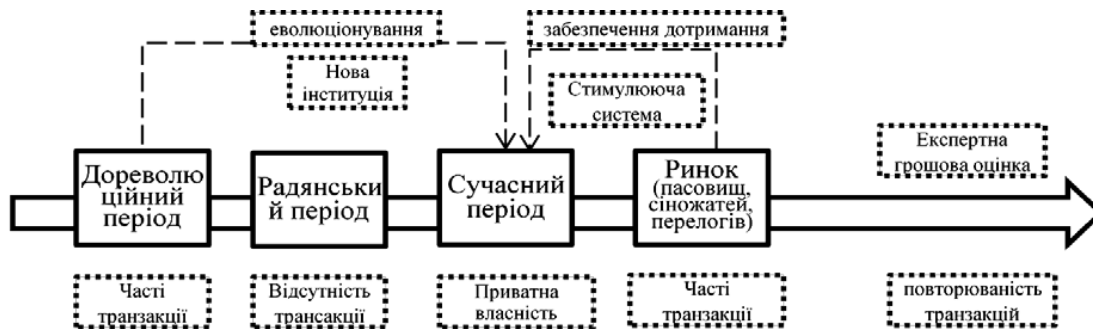 еволюціонування
забезпечення дотримання
Нова
інституція
Стимулююча
система
Експертна
грошова оцінка
Дореволю
ційний
період
Радянськи
й період
Сучасний
період
Ринок
(пасовищ,
сіножатей,
перелогів)
Часті
транзакції
Відсутність
трансакції
Приватна
власність
Часті
транзакції
повторюваність
транзакцій